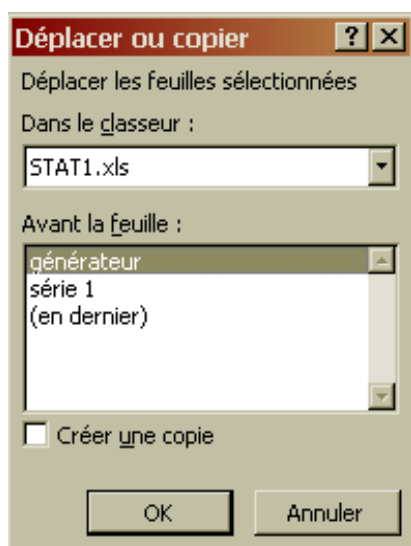 Déplacer ou copier ? X
Déplacer les feuilles sélectionnées
Dans le classeur :
STAT1.xls
Avant la feuille :
générateur
série 1
(en dernier)
Créer une copie
OK Annuler